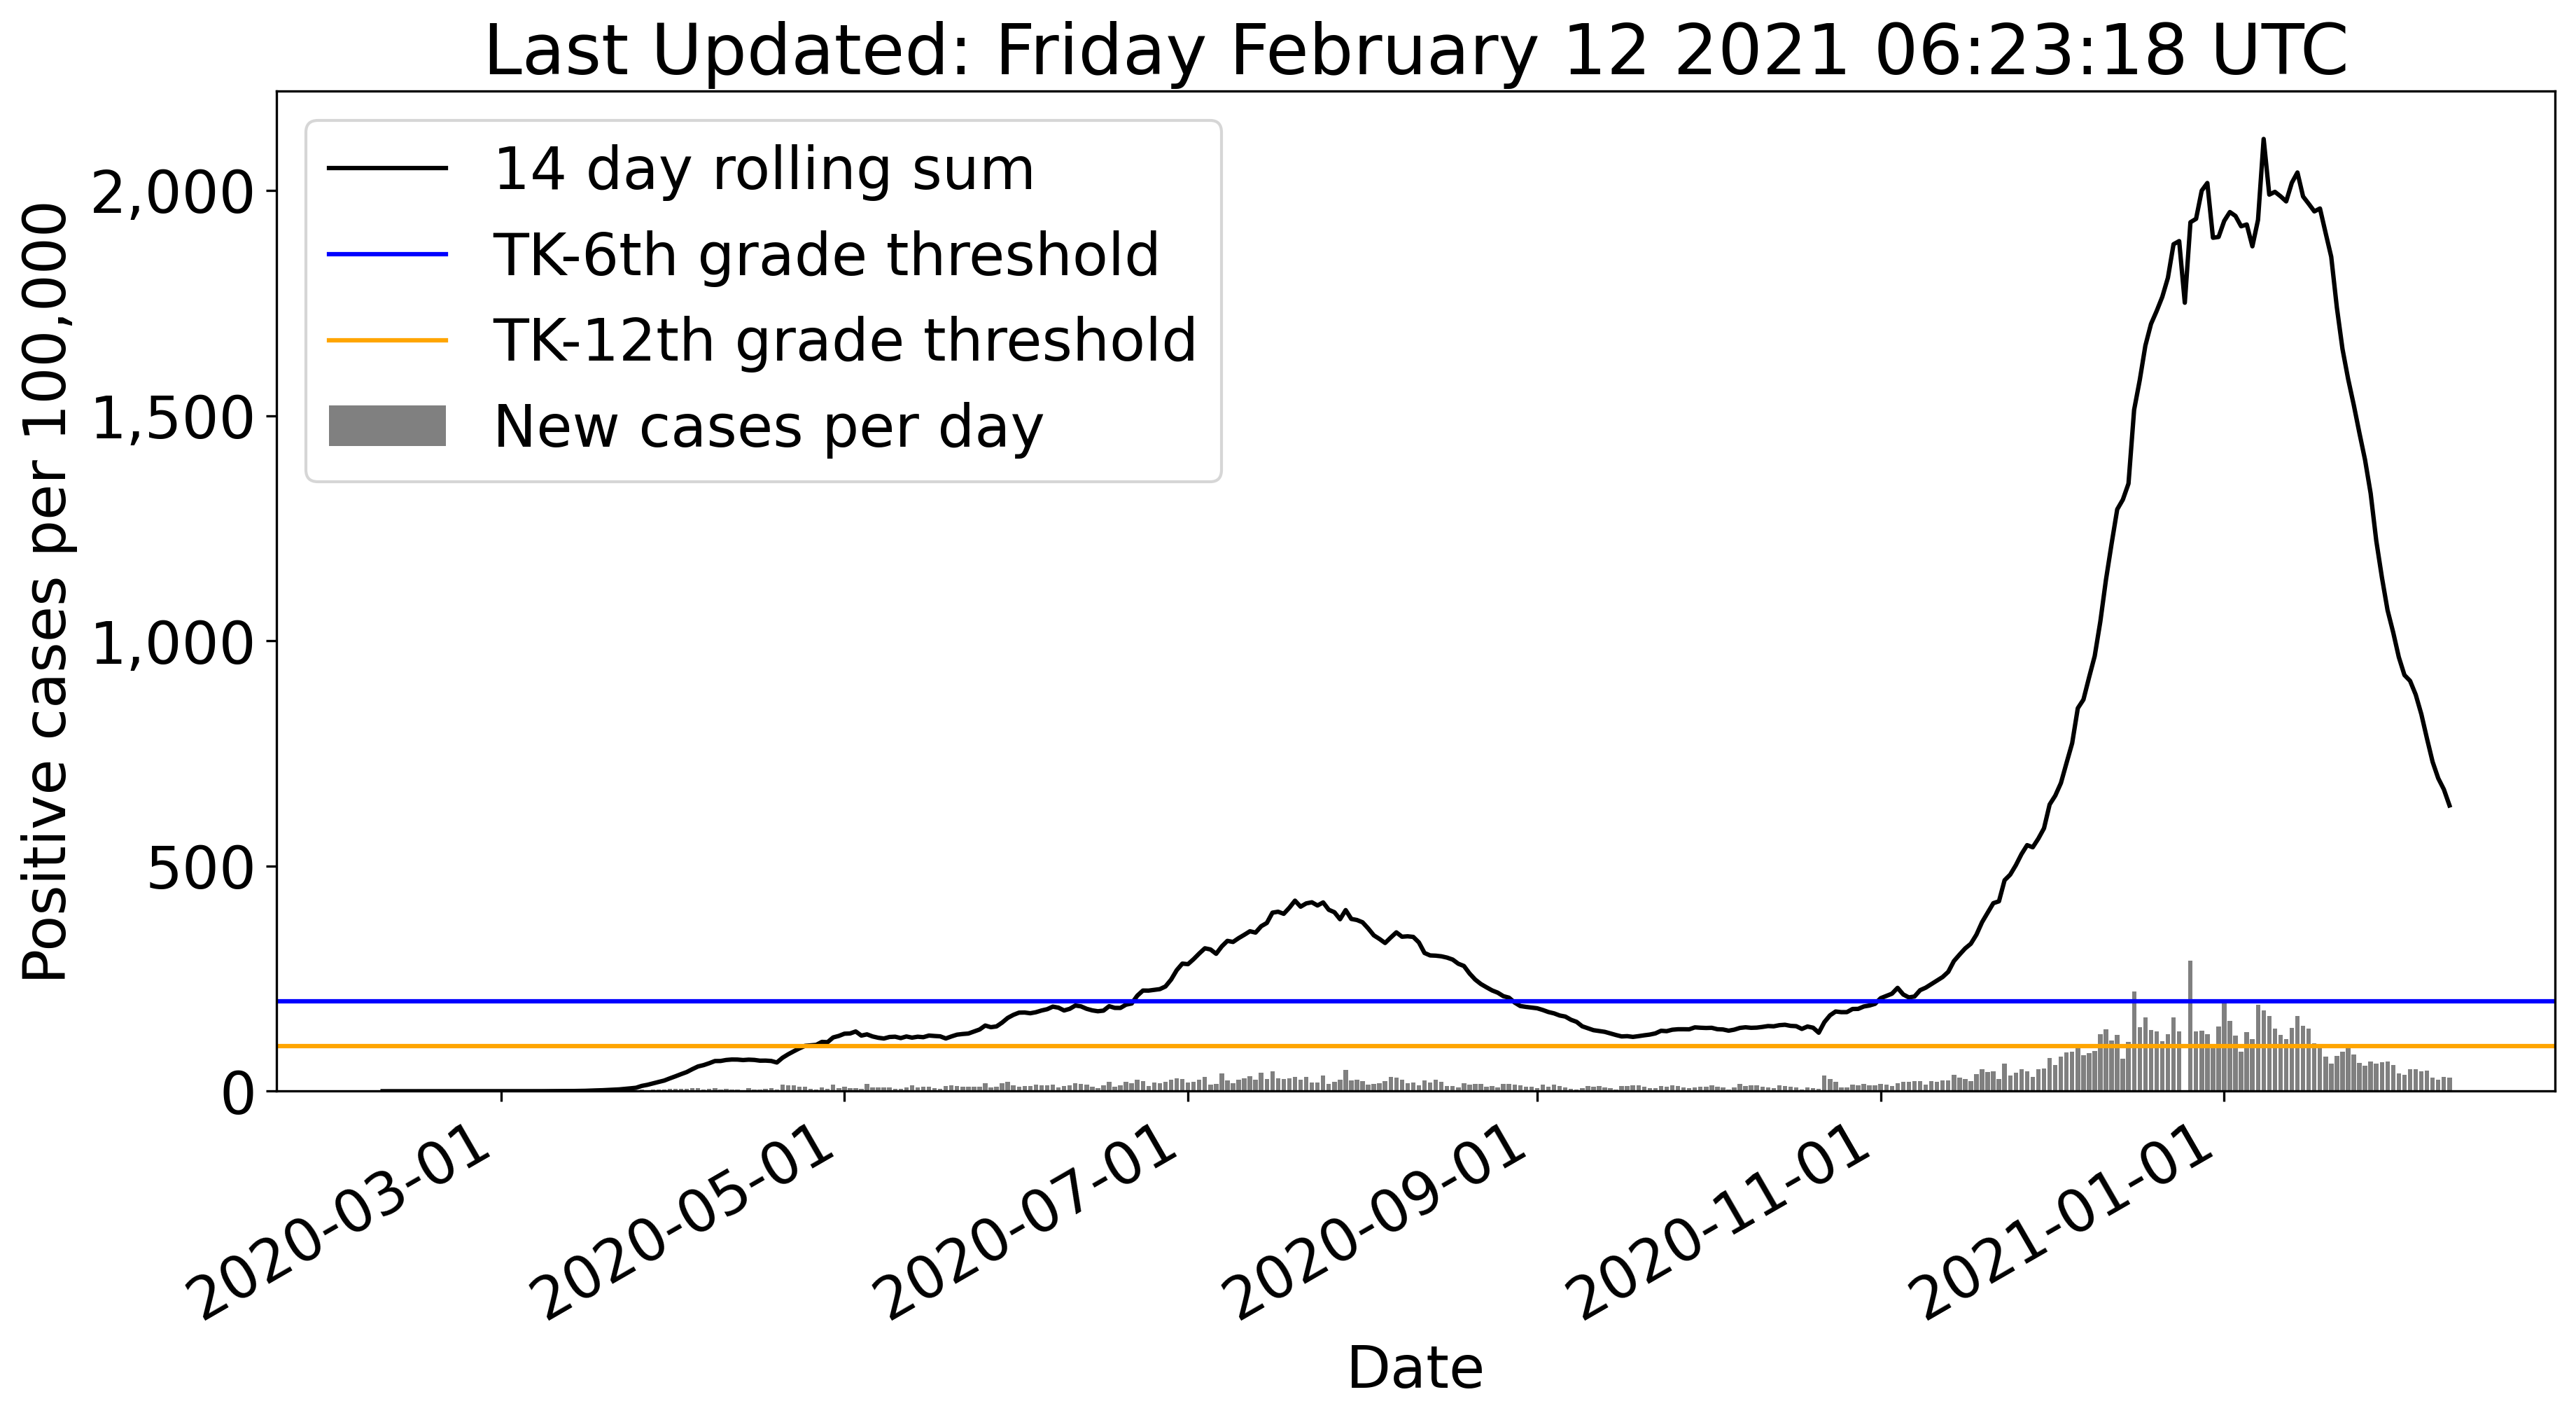 Last Updated: Friday February 12 2021 06:23:18 UTC
14 day rolling sum
TK-6th grade threshold
TK-12th grade threshold
New cases per day
Positive cases per 100,000
2,000
1,500
1,000
500
0
2020-03-01
2020-05-01
2020-07-01
2020-09-01
2020-11-01
2021-01-01
Date